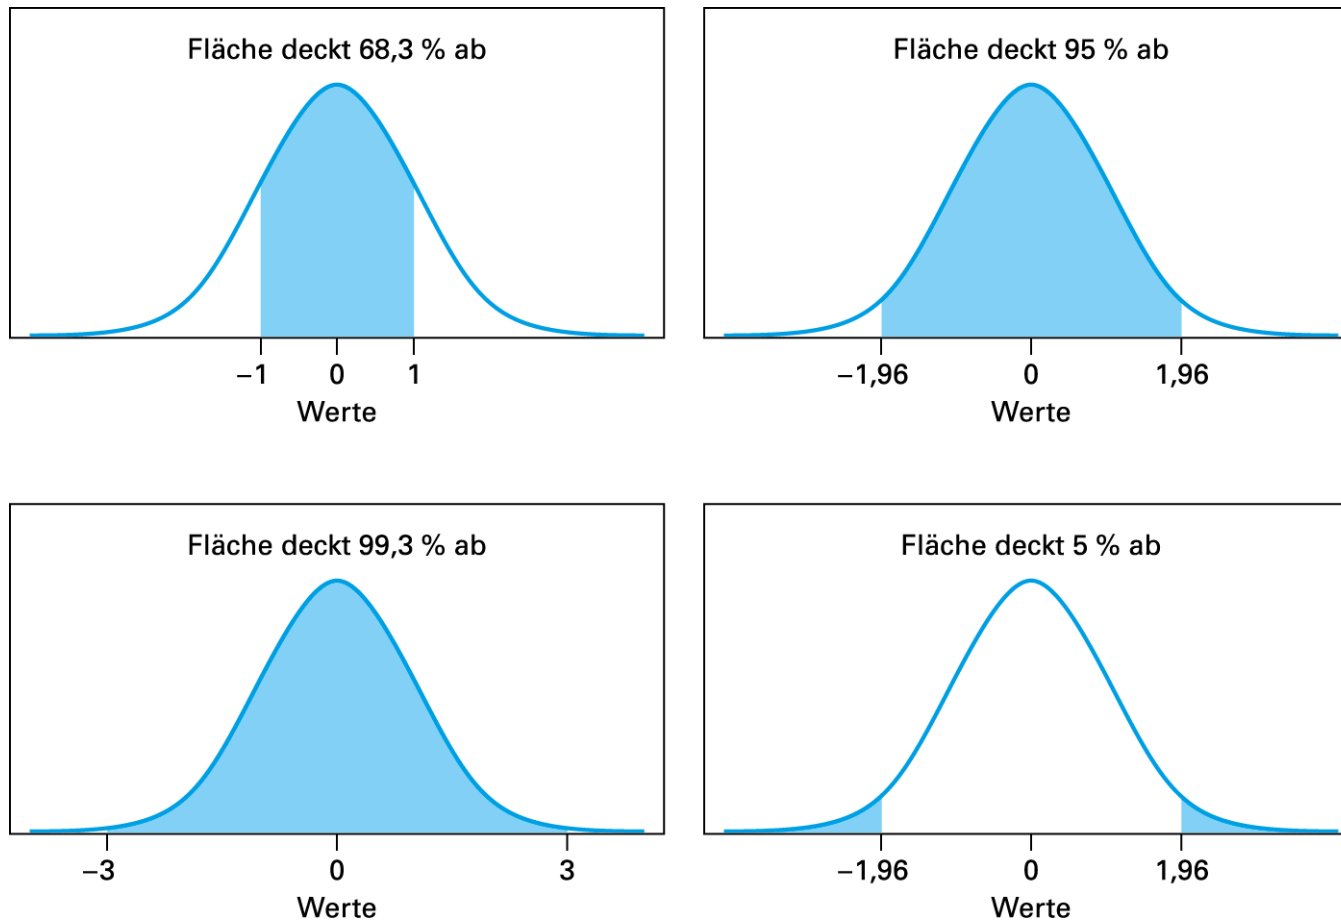 Fläche deckt 68,3 % ab
–1 0 1
Werte
Fläche deckt 95 % ab
–1,96 0 1,96
Werte
Fläche deckt 99,3 % ab
–3 0 3
Werte
Fläche deckt 5 % ab
–1,96 0 1,96
Werte